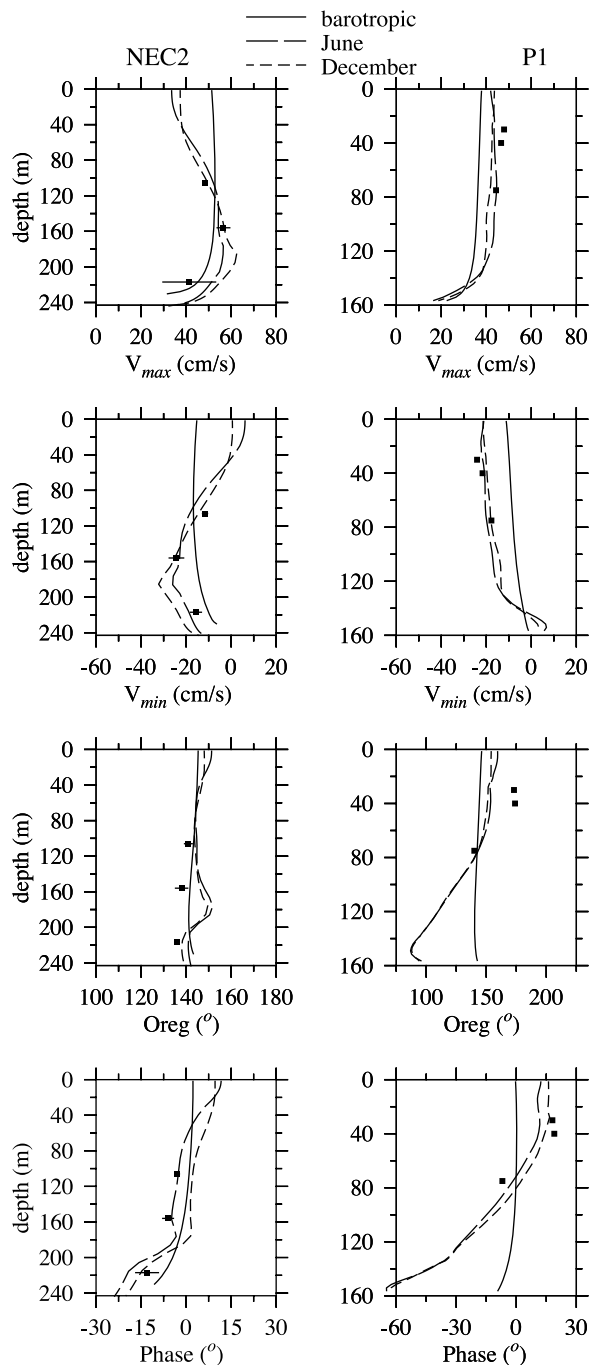 barotropic
June
December
NEC2
P1
0 40 80 120 160 200 240
depth (m)
0 20 40 60 80
V_max (cm/s)
0 40 80 120 160
0 20 40 60 80
V_max (cm/s)
0 40 80 120 160 200 240
depth (m)
-60 -40 -20 0 20
V_min (cm/s)
0 40 80 120 160
-60 -40 -20 0 20
V_min (cm/s)
0 40 80 120 160 200 240
depth (m)
100 120 140 160 180
Oreg (°)
0 40 80 120 160
100 150 200
Oreg (°)
0 40 80 120 160 200 240
depth (m)
-30 -15 0 15 30
Phase (°)
0 40 80 120 160
-60 -30 0 30
Phase (°)